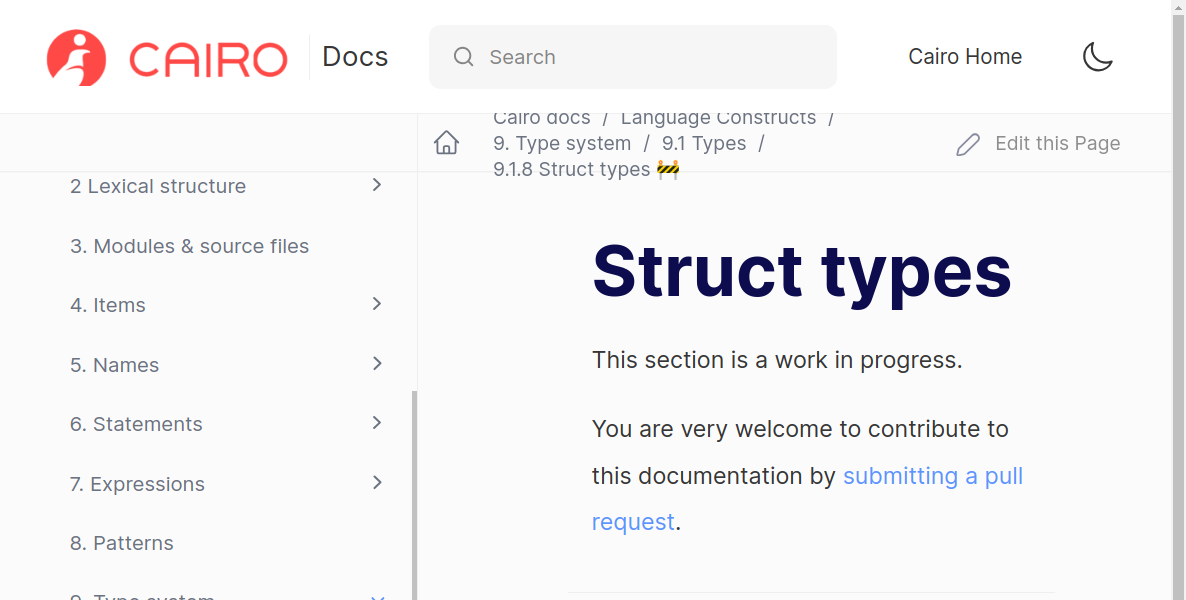 CAIRO Docs
Search
Cairo Home
Cairo docs / Language Constructs /
9. Type system / 9.1 Types /
9.1.8 Struct types 🚧
Edit this Page
2 Lexical structure
3. Modules & source files
4. Items
5. Names
6. Statements
7. Expressions
8. Patterns
9. Type system
Struct types
This section is a work in progress.
You are very welcome to contribute to
this documentation by submitting a pull
request.